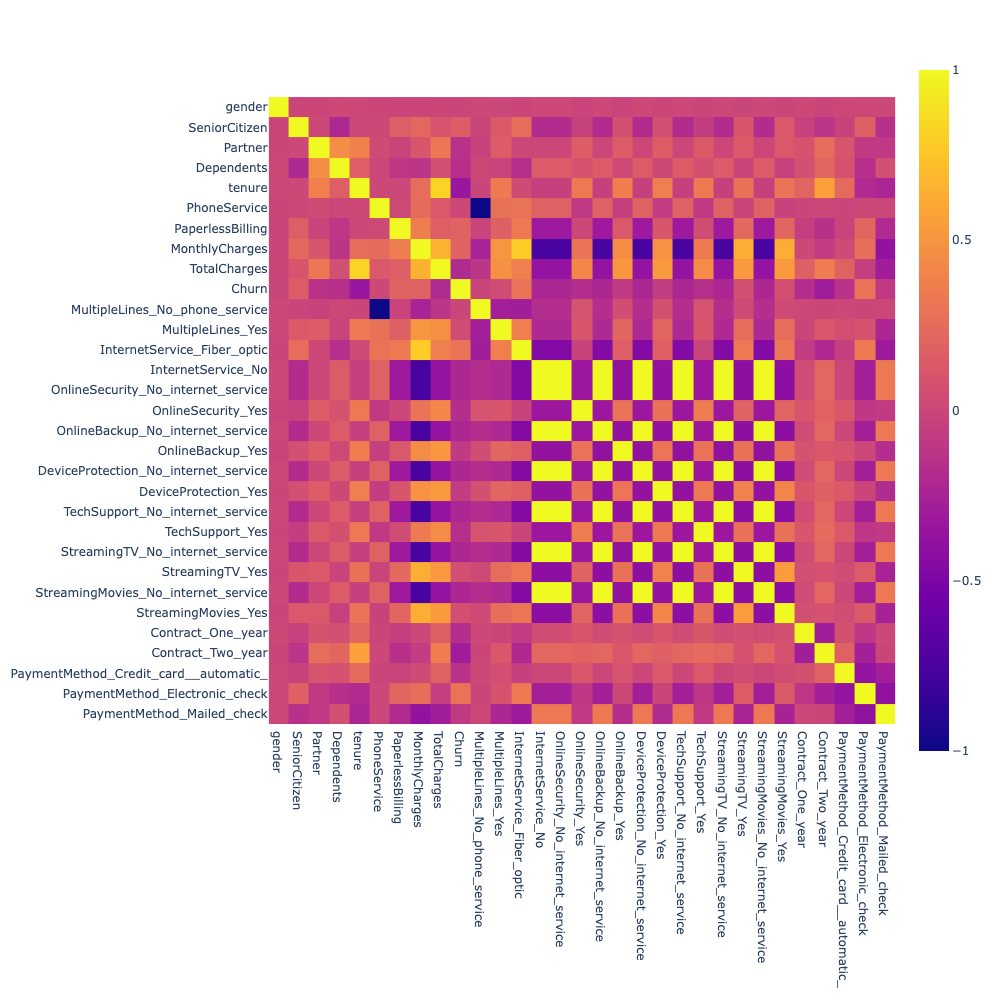 gender
SeniorCitizen
Partner
Dependents
tenure
PhoneService
PaperlessBilling
MonthlyCharges
TotalCharges
Churn
MultipleLines_No_phone_service
MultipleLines_Yes
InternetService_Fiber_optic
InternetService_No
OnlineSecurity_No_internet_service
OnlineSecurity_Yes
OnlineBackup_No_internet_service
OnlineBackup_Yes
DeviceProtection_No_internet_service
DeviceProtection_Yes
TechSupport_No_internet_service
TechSupport_Yes
StreamingTV_No_internet_service
StreamingTV_Yes
StreamingMovies_No_internet_service
StreamingMovies_Yes
Contract_One_year
Contract_Two_year
PaymentMethod_Credit_card__automatic_
PaymentMethod_Electronic_check
PaymentMethod_Mailed_check
gender
SeniorCitizen
Partner
Dependents
tenure
PhoneService
PaperlessBilling
MonthlyCharges
TotalCharges
Churn
MultipleLines_No_phone_service
MultipleLines_Yes
InternetService_Fiber_optic
InternetService_No
OnlineSecurity_No_internet_service
OnlineSecurity_Yes
OnlineBackup_No_internet_service
OnlineBackup_Yes
DeviceProtection_No_internet_service
DeviceProtection_Yes
TechSupport_No_internet_service
TechSupport_Yes
StreamingTV_No_internet_service
StreamingTV_Yes
StreamingMovies_No_internet_service
StreamingMovies_Yes
Contract_One_year
Contract_Two_year
PaymentMethod_Credit_card__automatic_
PaymentMethod_Electronic_check
PaymentMethod_Mailed_check
1
0.5
0
−0.5
−1